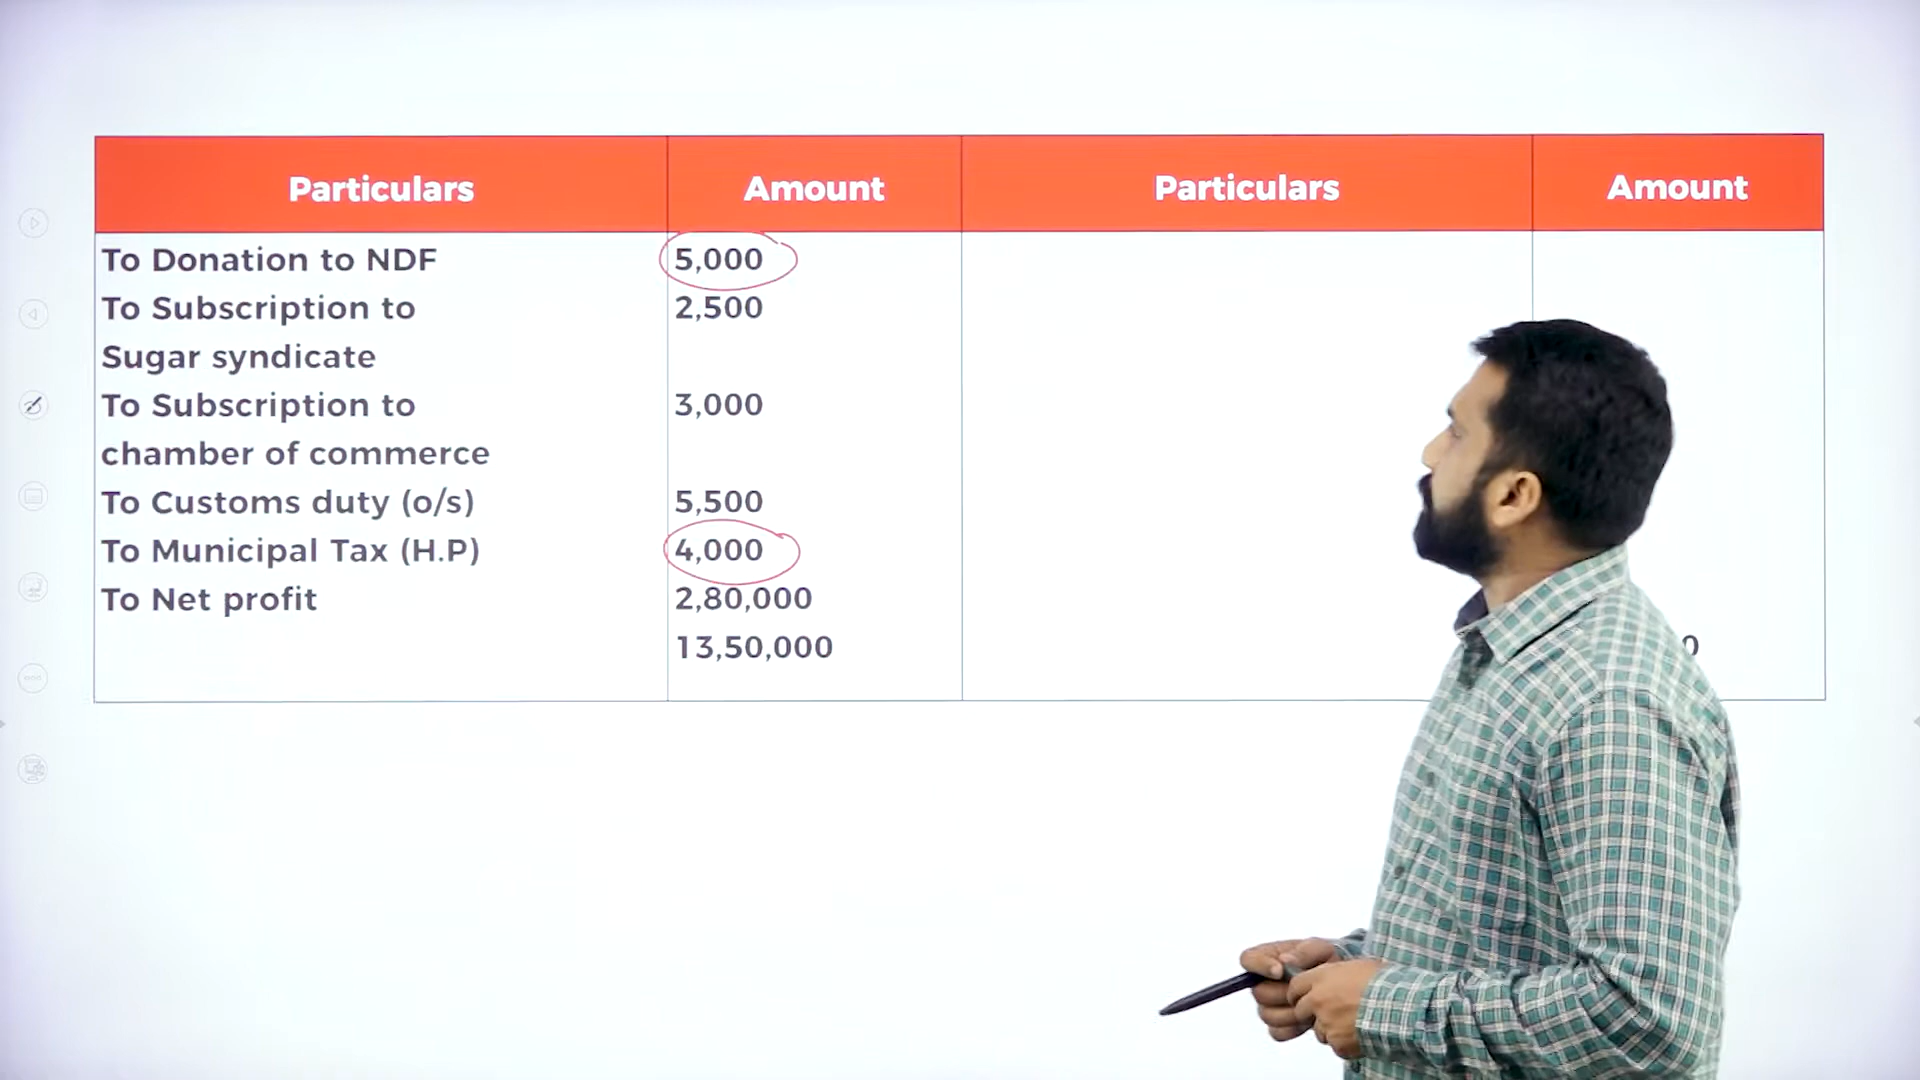 Particulars Amount Particulars Amount
To Donation to NDF 5,000
To Subscription to 2,500
Sugar syndicate
To Subscription to 3,000
chamber of commerce
To Customs duty (o/s) 5,500
To Municipal Tax (H.P) 4,000
To Net profit 2,80,000
13,50,000 0